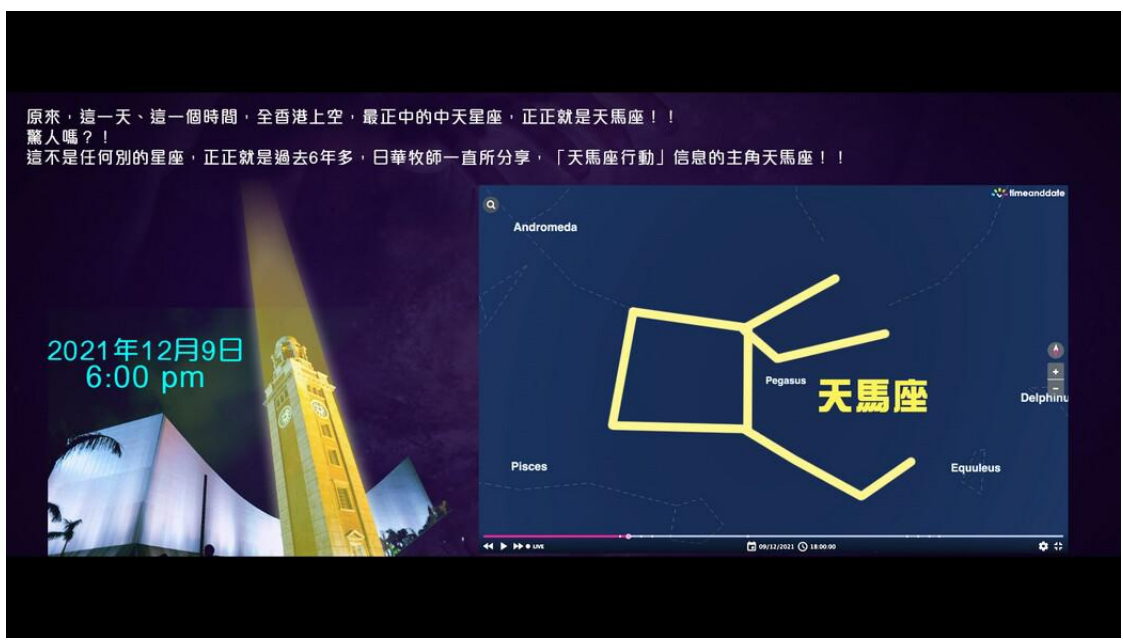 原來，這一天、這一個時間，全香港上空，最正中的中天星座，正正就是天馬座！！
驚人嗎？！
這不是任何別的星座，正正就是過去6年多，日華牧師一直所分享，「天馬座行動」信息的主角天馬座！！
timeanddate
Andromeda
2021年12月9日
6:00 pm
Pegasus
天馬座
Delphinu
Pisces
Equuleus
LIVE
09/12/2021
18:00:00